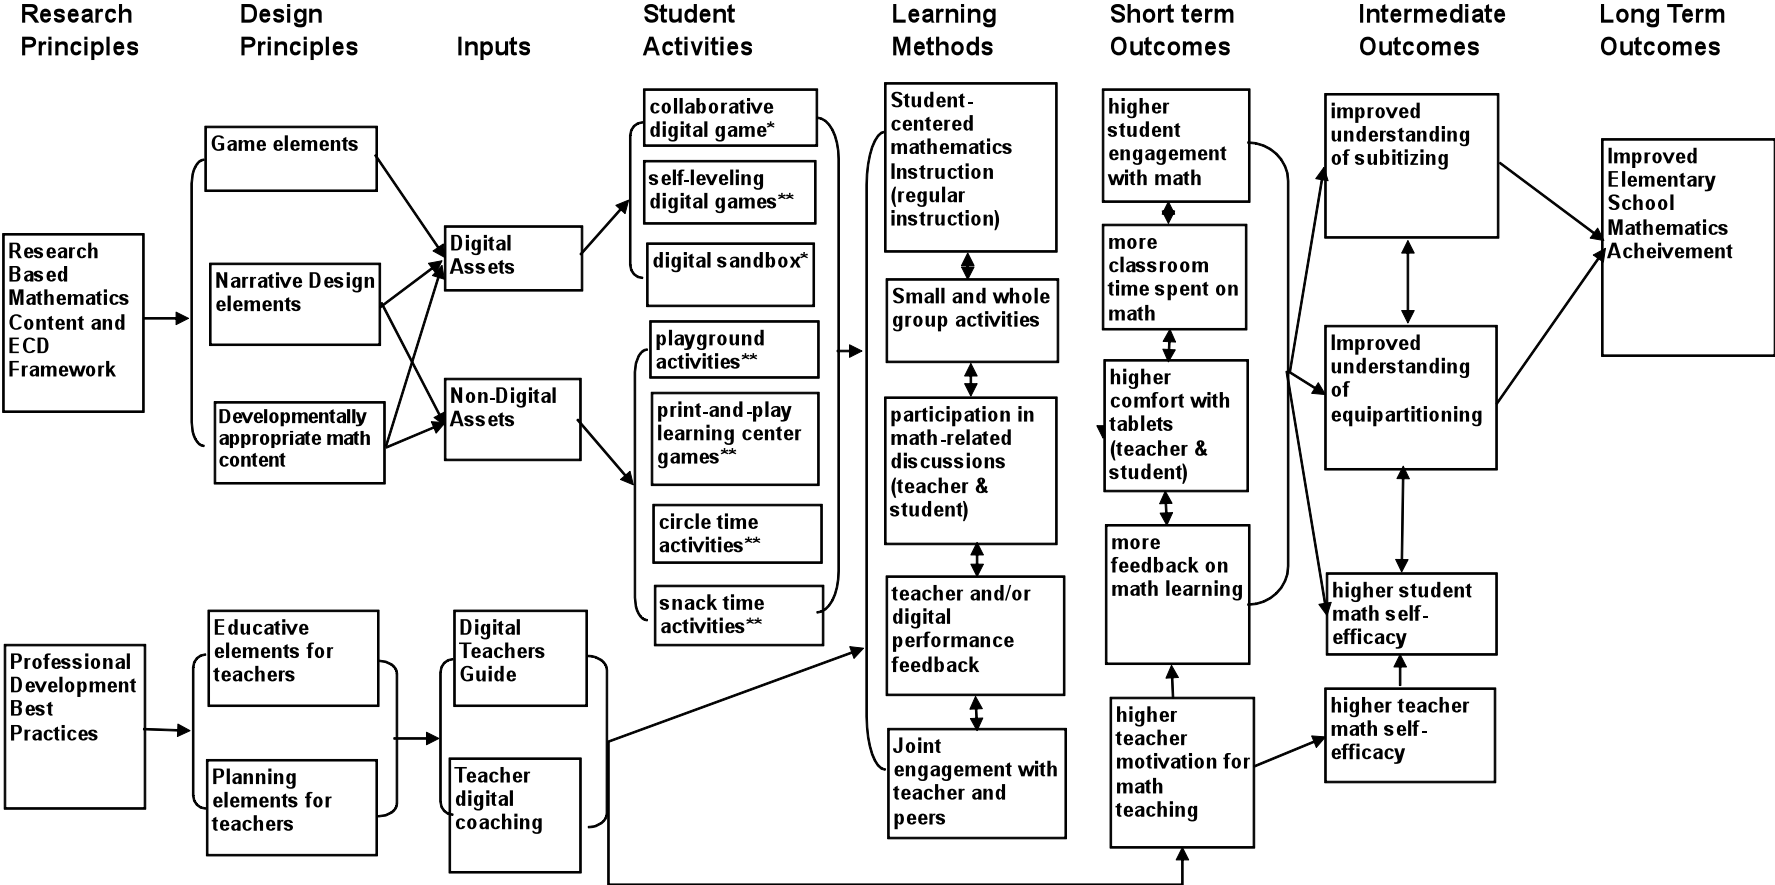 Research
Principles
Design
Principles
Inputs
Student
Activities
Learning
Methods
Short term
Outcomes
Intermediate
Outcomes
Long Term
Outcomes
Research
Based
Mathematics
Content and
ECD
Framework
Professional
Development
Best
Practices
Game elements
Narrative Design
elements
Developmentally
appropriate math
content
Educative
elements for
teachers
Planning
elements for
teachers
Digital
Assets
Non-Digital
Assets
Digital
Teachers
Guide
Teacher
digital
coaching
collaborative
digital game*
self-leveling
digital games**
digital sandbox*
playground
activities**
print-and-play
learning center
games**
circle time
activities**
snack time
activities**
Student-
centered
mathematics
Instruction
(regular
instruction)
Small and whole
group activities
participation in
math-related
discussions
(teacher &
student)
teacher and/or
digital
performance
feedback
Joint
engagement with
teacher and
peers
higher
student
engagement
with math
more
classroom
time spent on
math
higher
comfort with
tablets
(teacher &
student)
more
feedback on
math learning
higher
teacher
motivation for
math
teaching
improved
understanding
of subitizing
Improved
understanding
of
equipartitioning
higher student
math self-
efficacy
higher teacher
math self-
efficacy
Improved
Elementary
School
Mathematics
Acheivement